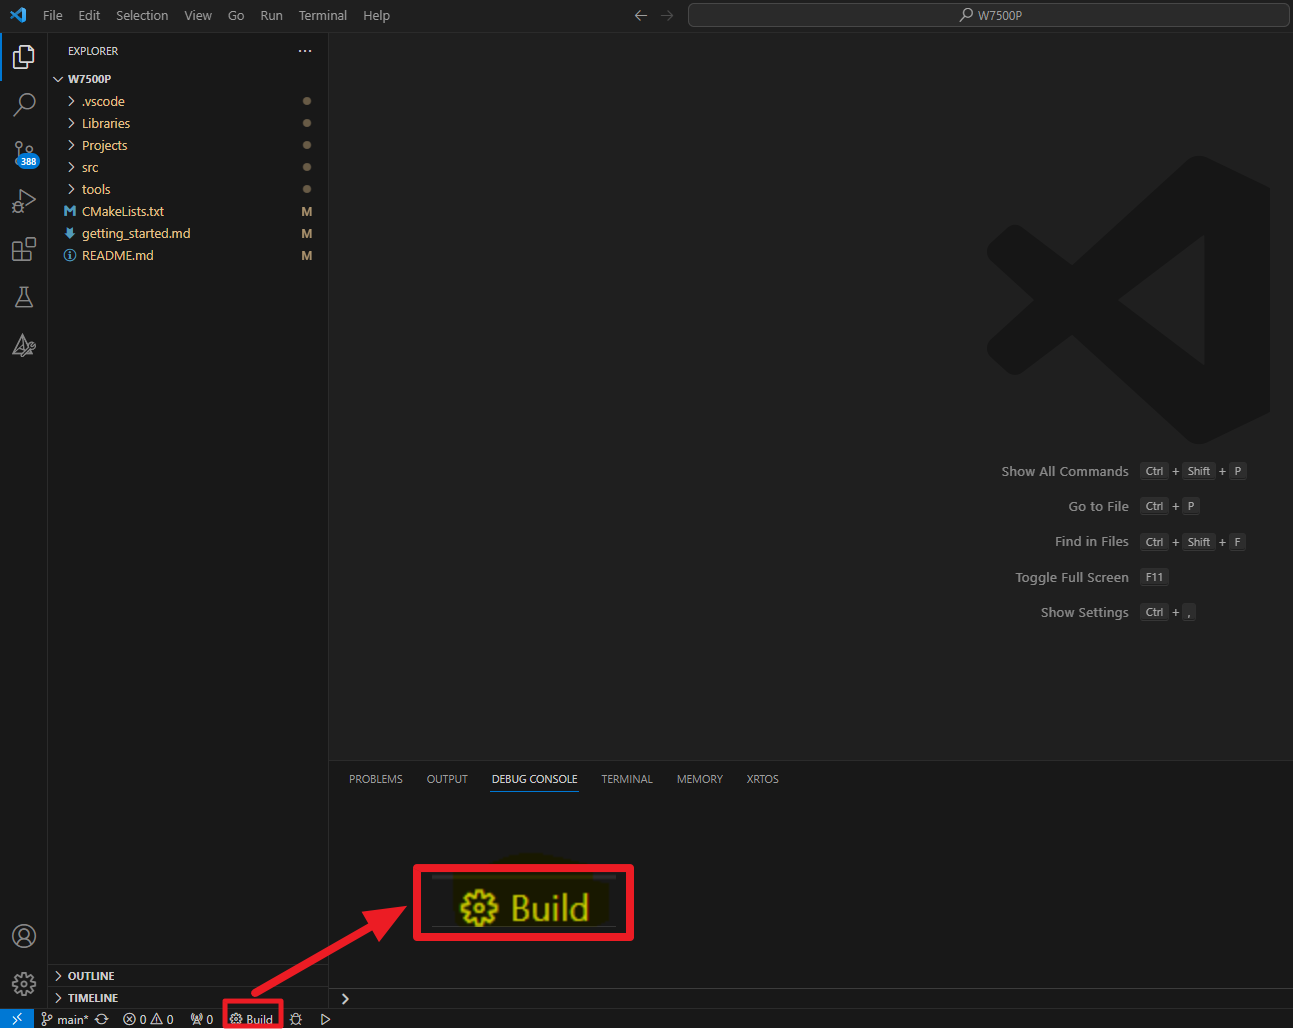 File Edit Selection View Go Run Terminal Help
W7500P
EXPLORER
W7500P
.vscode
Libraries
Projects
src
tools
CMakeLists.txt M
getting_started.md M
README.md M
388
Show All Commands Ctrl + Shift + P
Go to File Ctrl + P
Find in Files Ctrl + Shift + F
Toggle Full Screen F11
Show Settings Ctrl + ,
PROBLEMS OUTPUT DEBUG CONSOLE TERMINAL MEMORY XRTOS
Build
OUTLINE
TIMELINE
main* 0 0 0 Build